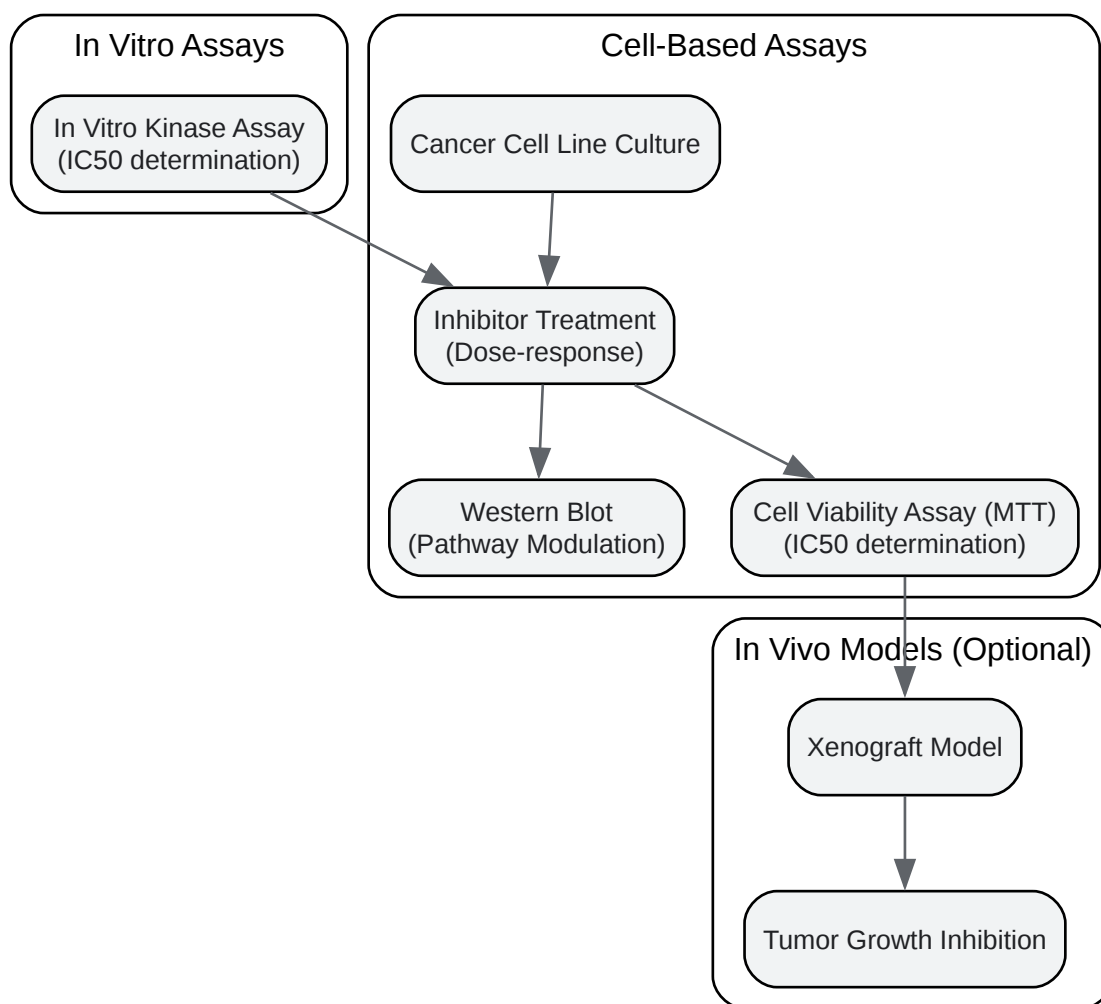 In Vitro Assays
In Vitro Kinase Assay
(IC50 determination)
Cell-Based Assays
Cancer Cell Line Culture
Inhibitor Treatment
(Dose-response)
Western Blot
(Pathway Modulation)
Cell Viability Assay (MTT)
(IC50 determination)
In Vivo Models (Optional)
Xenograft Model
Tumor Growth Inhibition